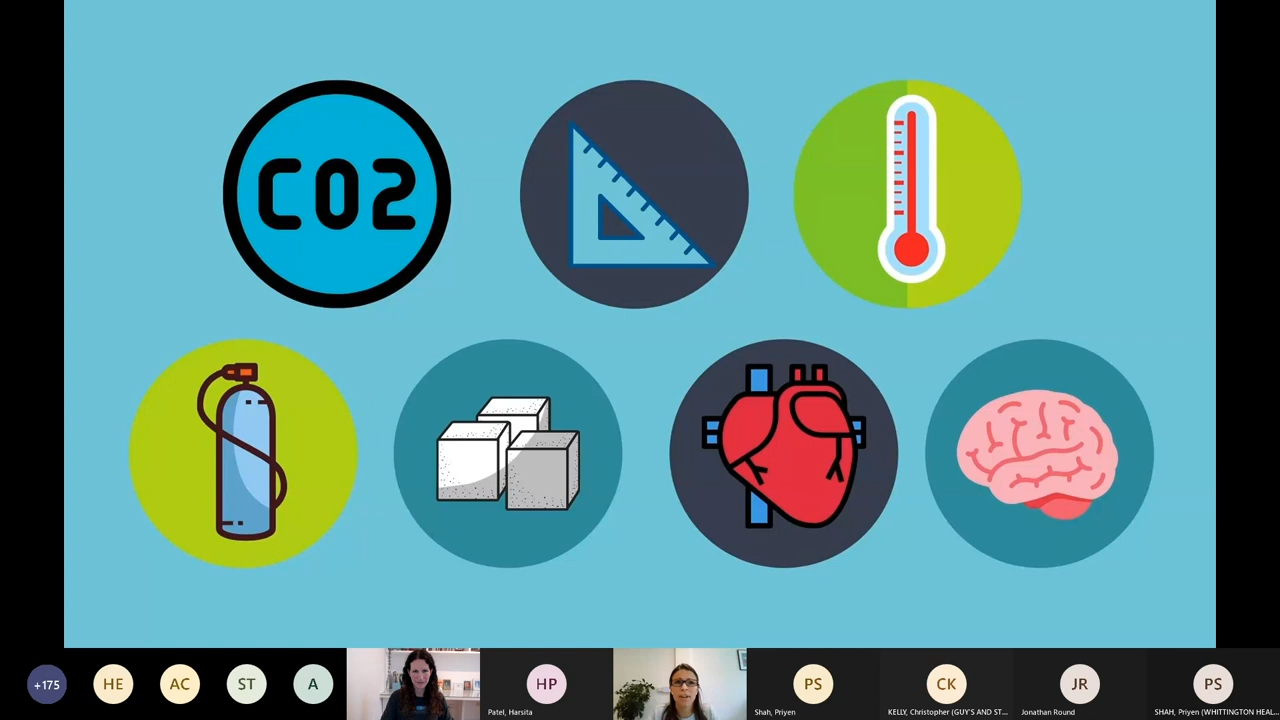 CO2
+175
HE
AC
ST
A
HP
PS
CK
JR
PS
Patel, Harsita
Shah, Priyen
KELLY, Christopher (GUY'S AND ST...
Jonathan Round
SHAH, Priyen (WHITTINGTON HEAL...